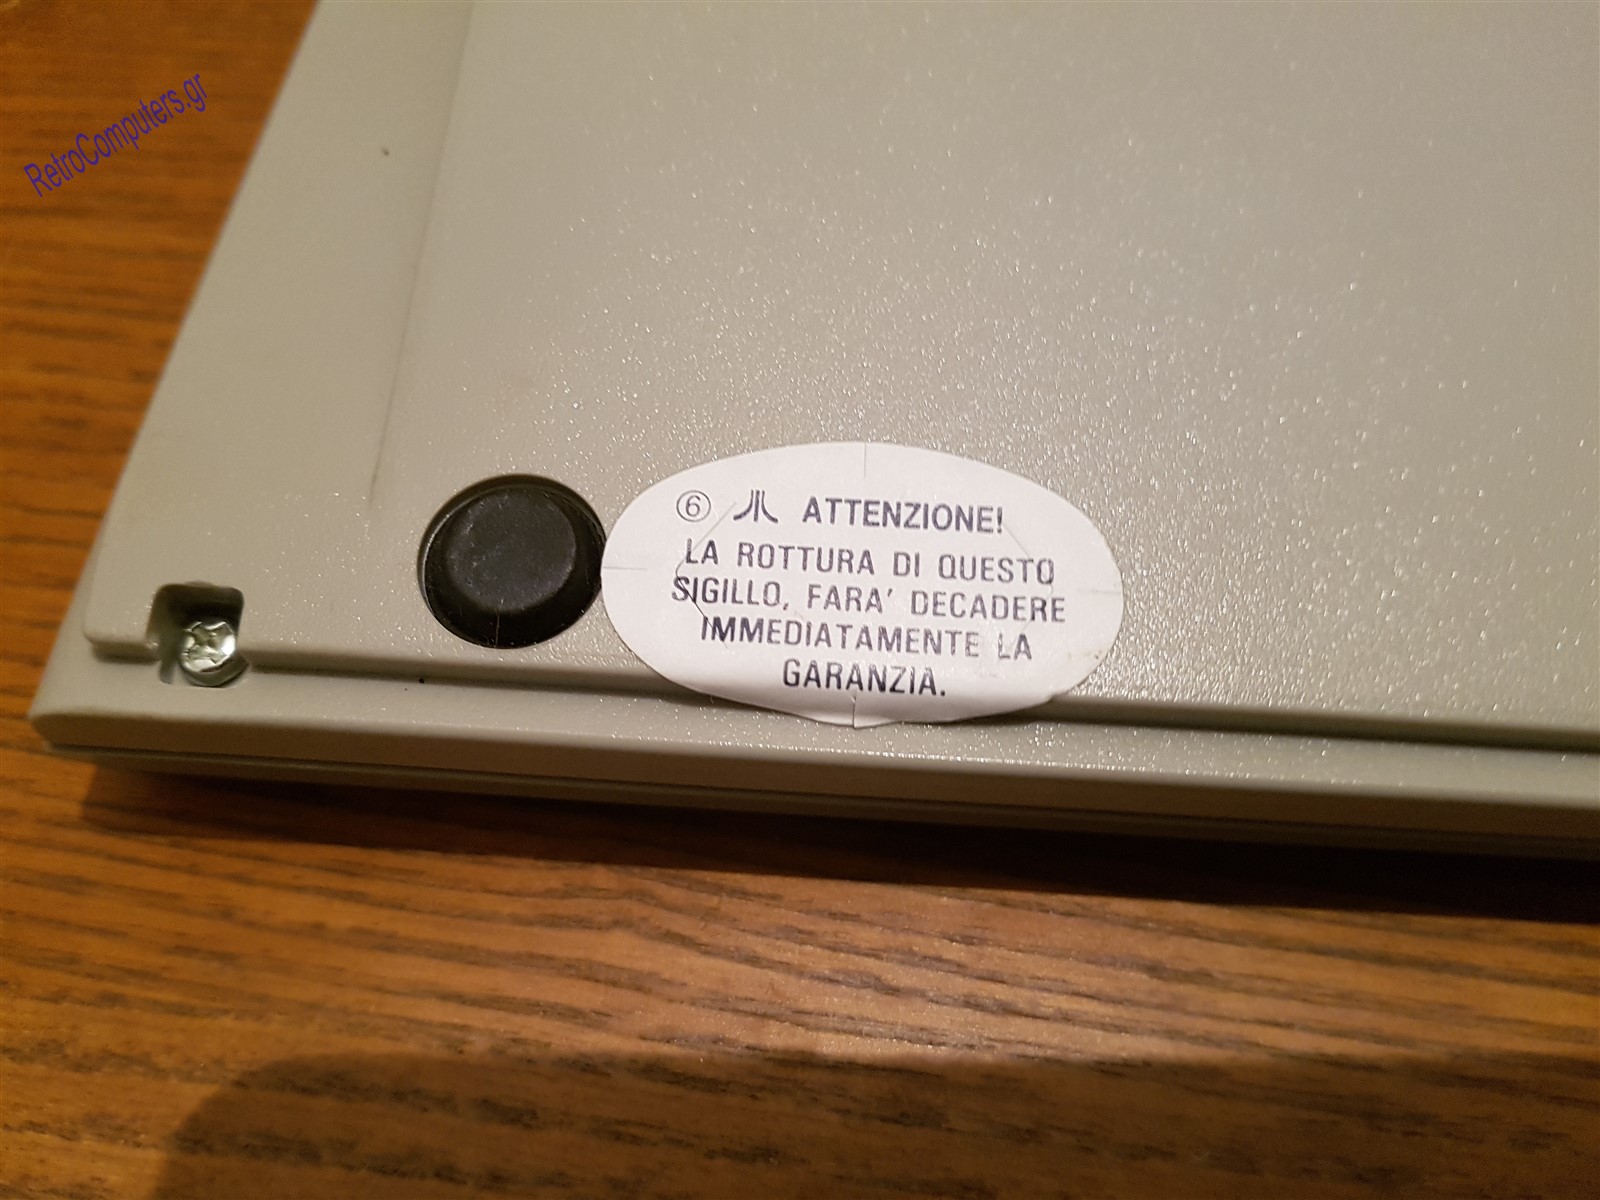 RetroComputers.gr
⑥ ATTENZIONE!
LA ROTTURA DI QUESTO
SIGILLO, FARA' DECADERE
IMMEDIATAMENTE LA
GARANZIA.